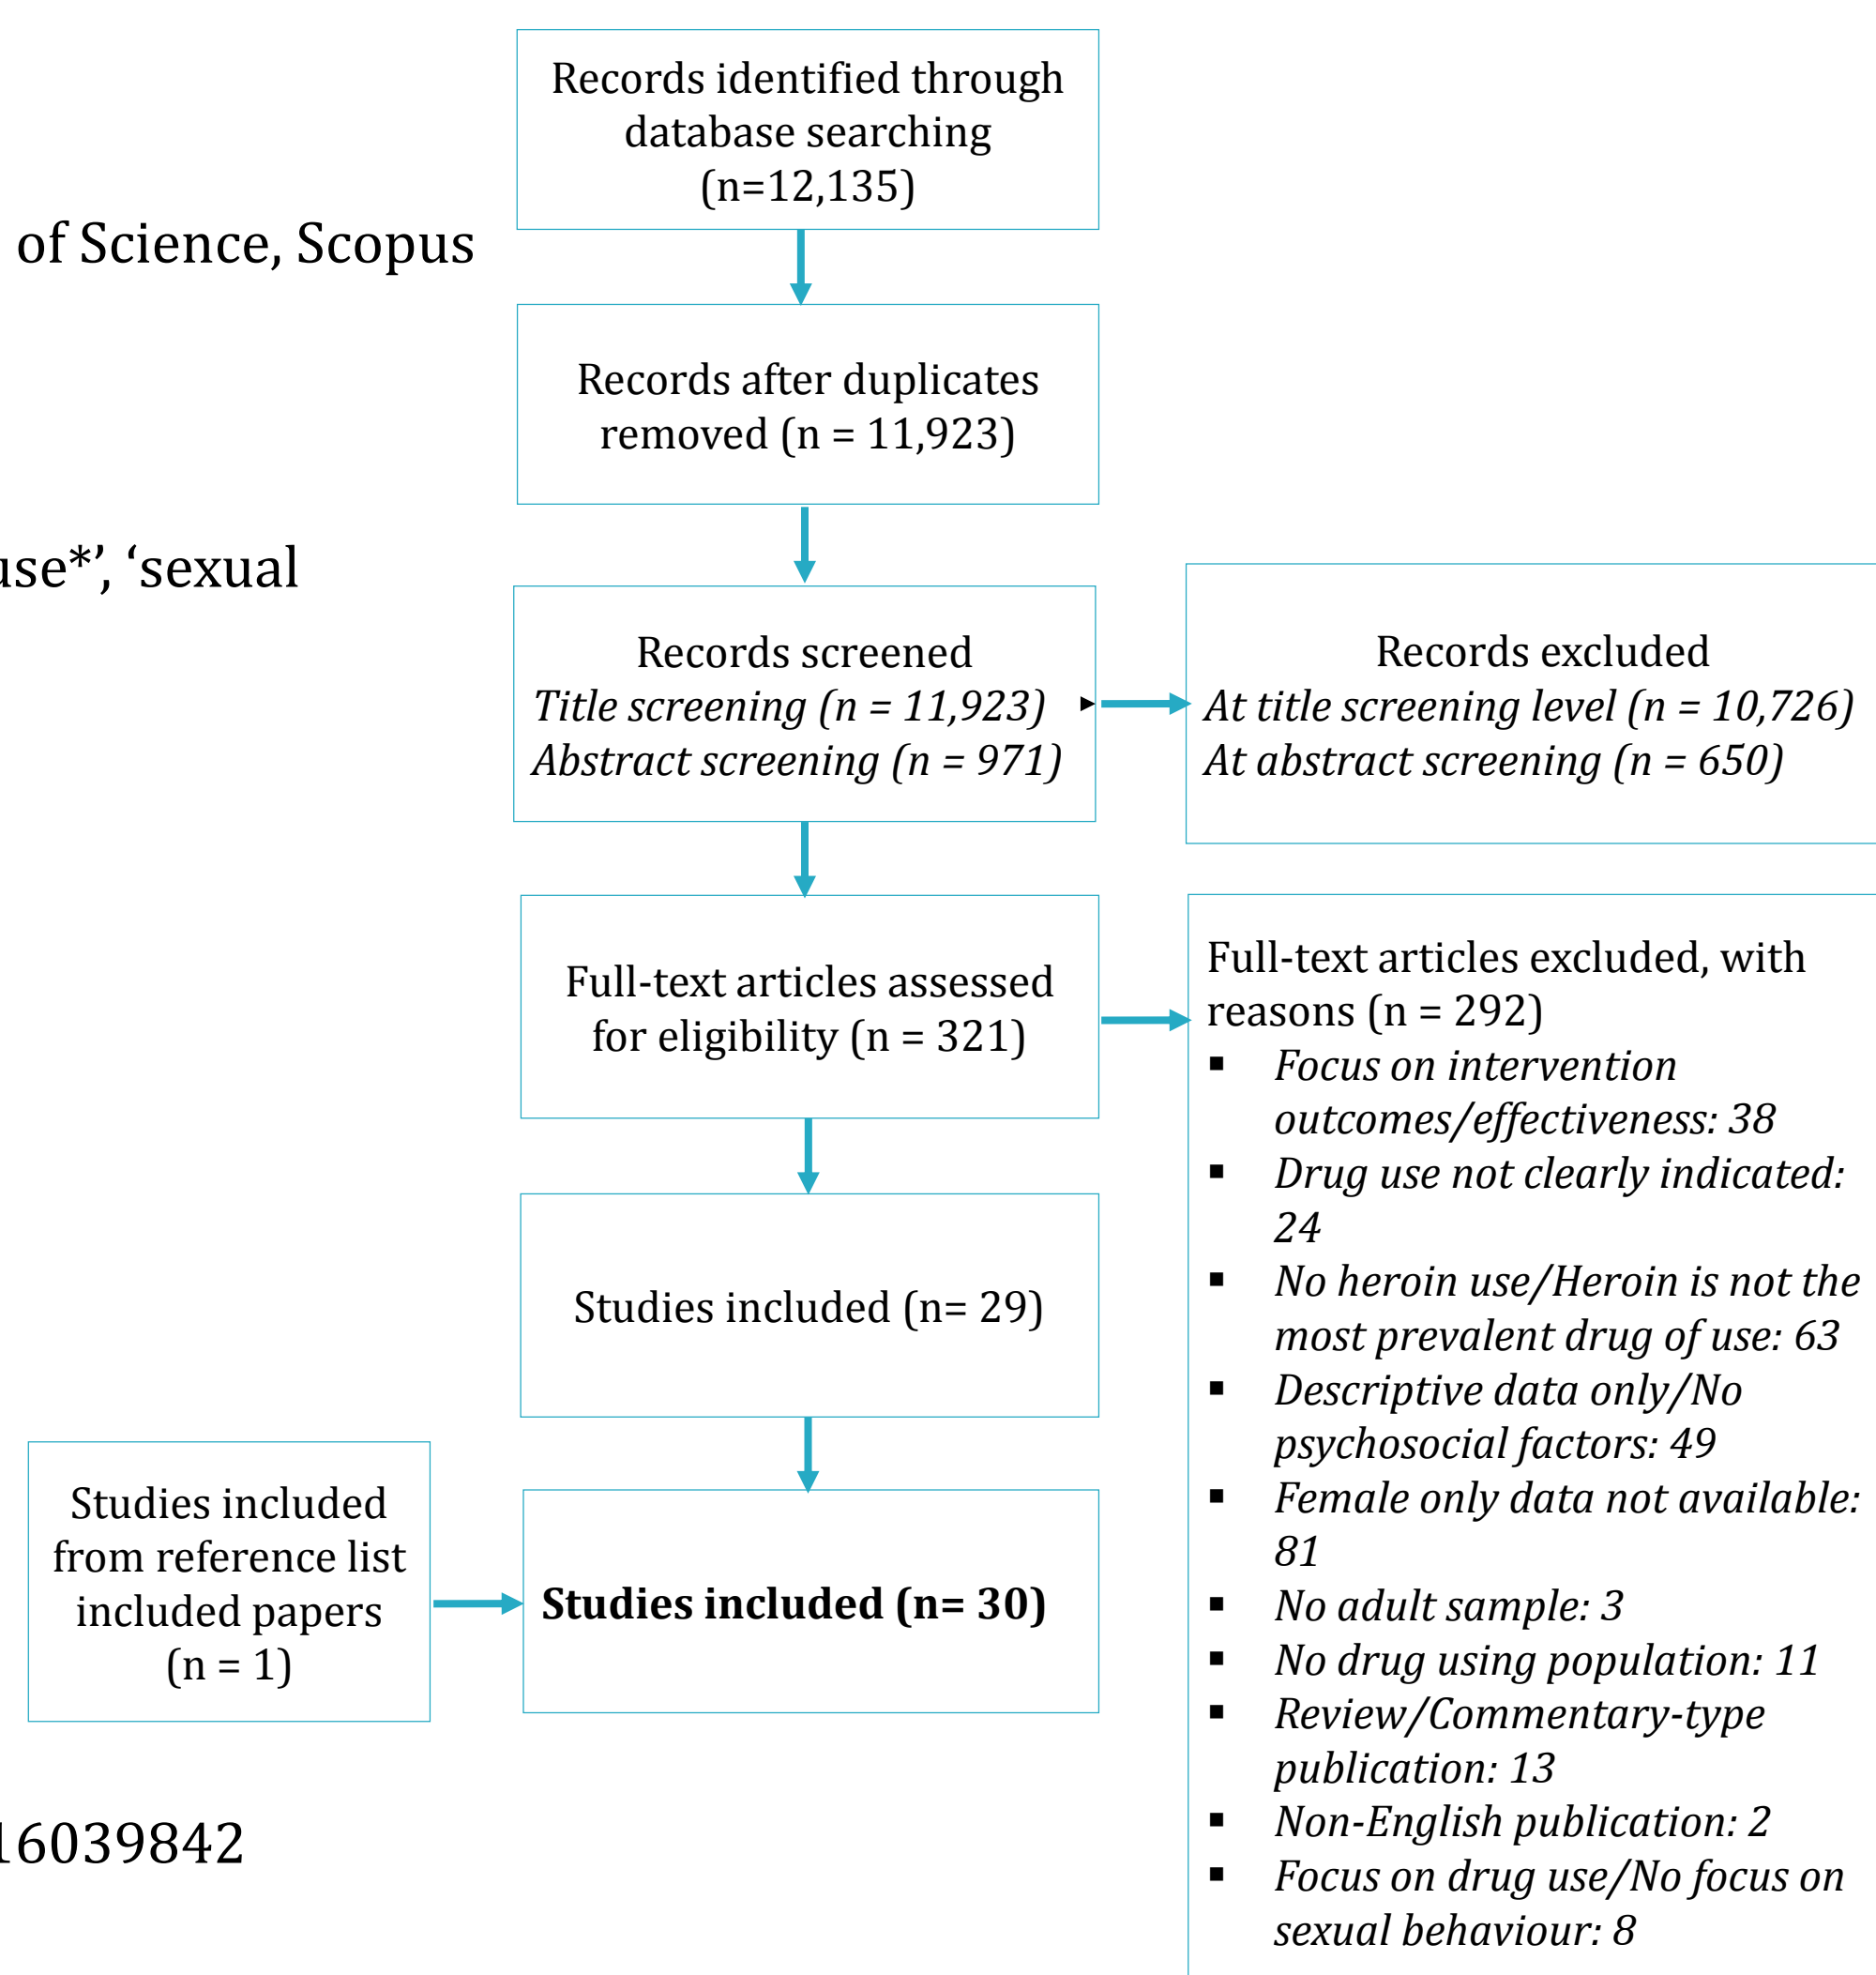 Records identified through
database searching
(n=12,135)
of Science, Scopus
Records after duplicates
removed (n = 11,923)
use*’, ‘sexual
Records screened
Title screening (n = 11,923)
Abstract screening (n = 971)
Records excluded
At title screening level (n = 10,726)
At abstract screening (n = 650)
Full-text articles assessed
for eligibility (n = 321)
Full-text articles excluded, with
reasons (n = 292)
▪ Focus on intervention
outcomes/effectiveness: 38
▪ Drug use not clearly indicated:
24
▪ No heroin use/Heroin is not the
most prevalent drug of use: 63
▪ Descriptive data only/No
psychosocial factors: 49
▪ Female only data not available:
81
▪ No adult sample: 3
▪ No drug using population: 11
▪ Review/Commentary-type
publication: 13
▪ Non-English publication: 2
▪ Focus on drug use/No focus on
sexual behaviour: 8
Studies included (n= 29)
Studies included
from reference list
included papers
(n = 1)
Studies included (n= 30)
16039842